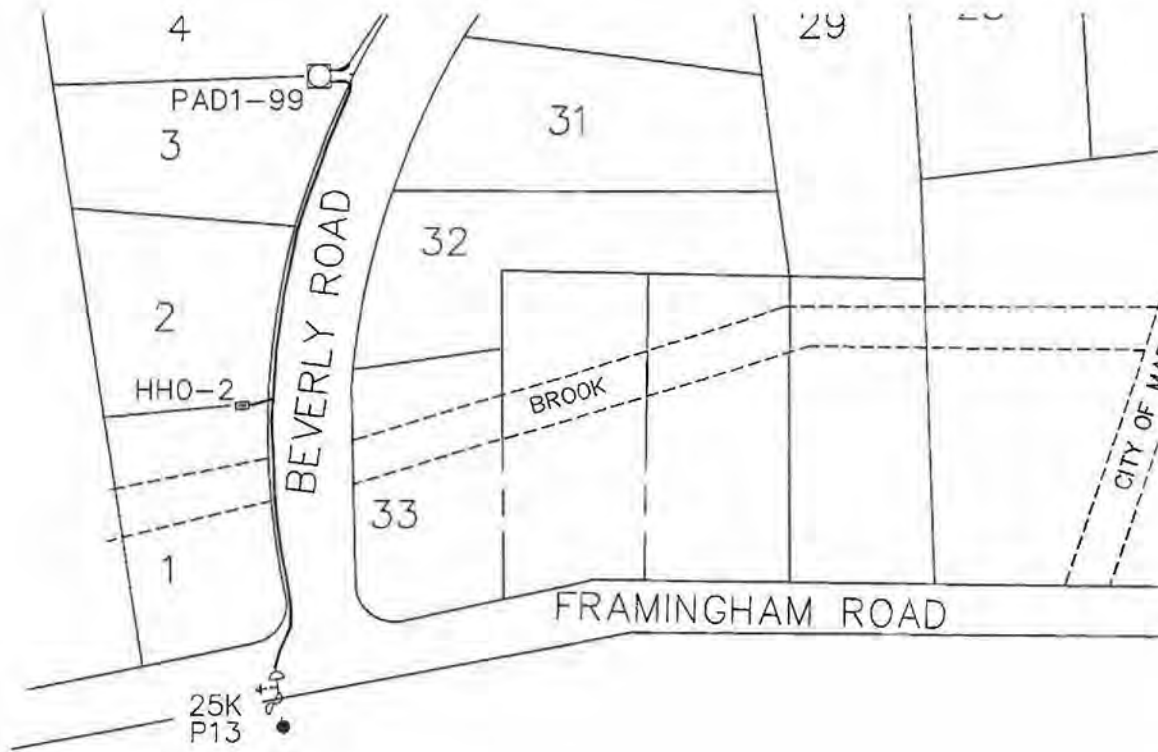 4
29
PAD1-99
31
3
32
BEVERLY ROAD
2
HH0-2
BROOK
CITY OF
33
1
FRAMINGHAM ROAD
25K
P13